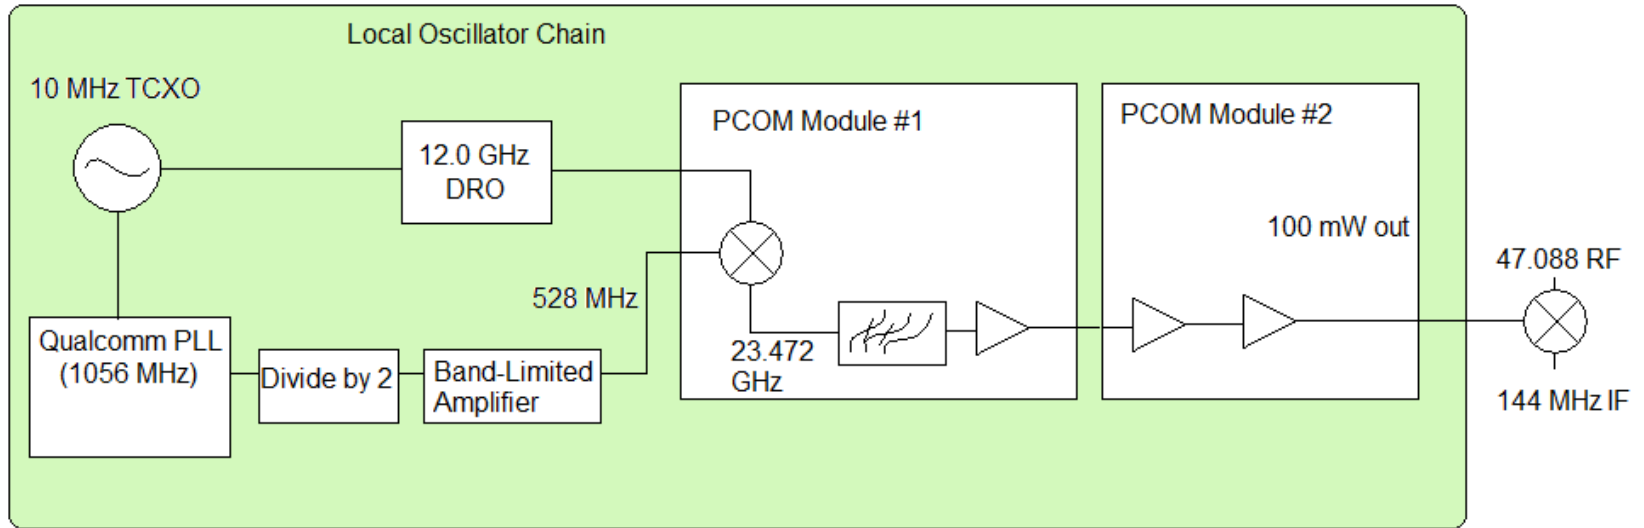 Local Oscillator Chain
10 MHz TCXO
12.0 GHz
DRO
PCOM Module #1
PCOM Module #2
100 mW out
47.088 RF
528 MHz
Qualcomm PLL
(1056 MHz)
Divide by 2
Band-Limited
Amplifier
23.472
GHz
144 MHz IF